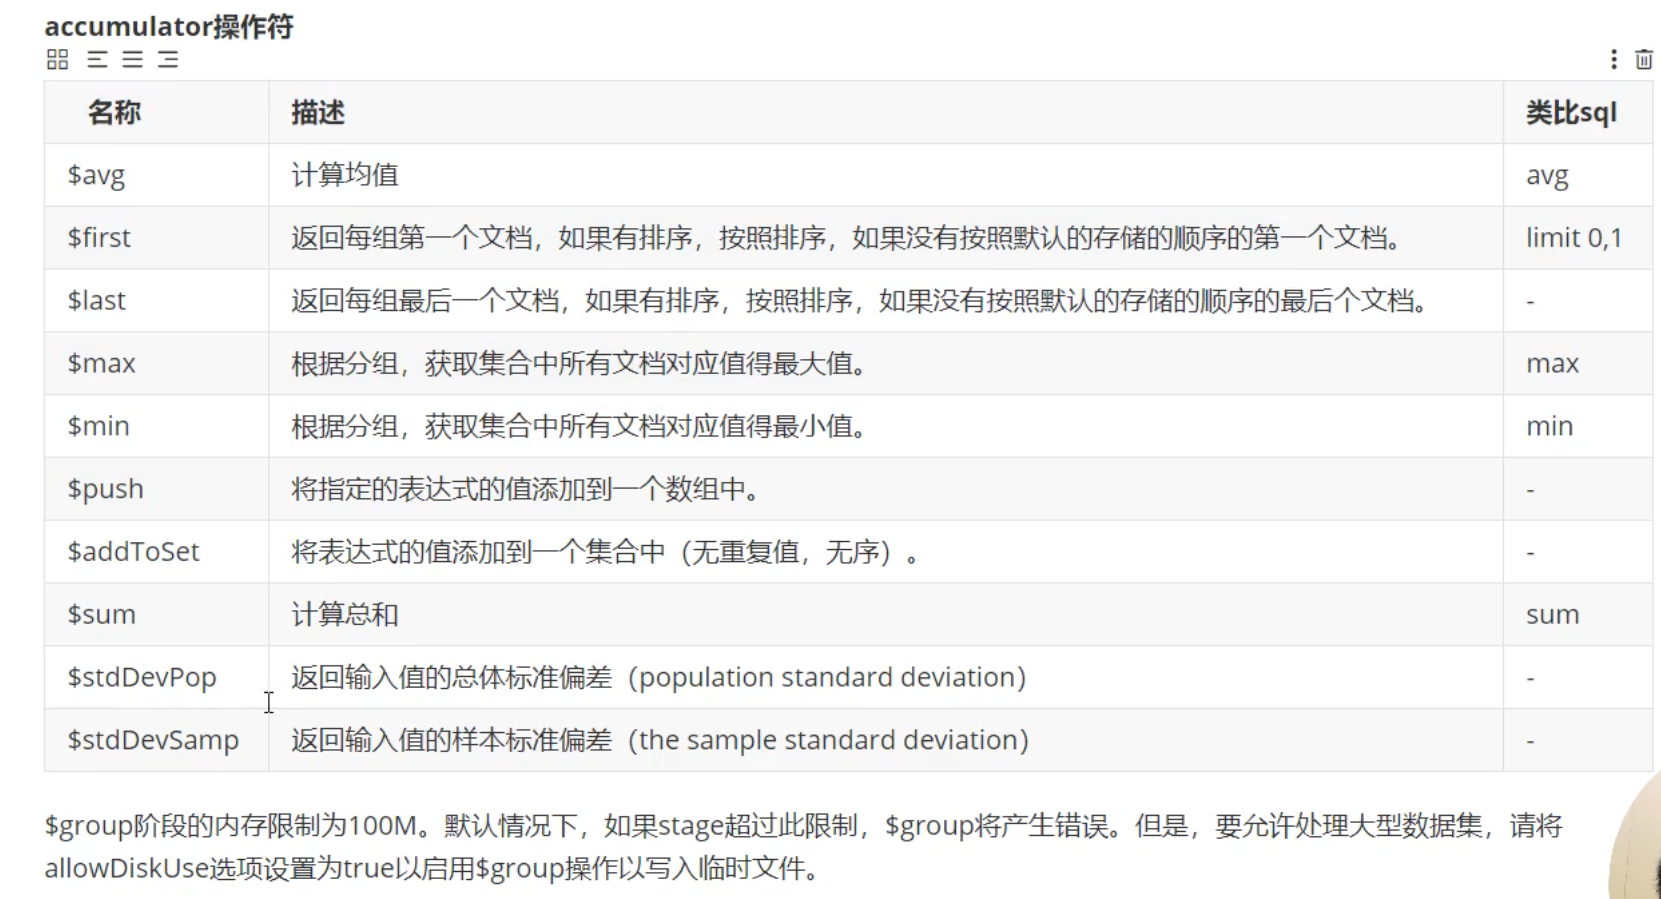 accumulator操作符
名称 描述 类比sql
$avg 计算均值 avg
$first 返回每组第一个文档，如果有排序，按照排序，如果没有按照默认的存储的顺序的第一个文档。 limit 0,1
$last 返回每组最后一个文档，如果有排序，按照排序，如果没有按照默认的存储的顺序的最后个文档。 -
$max 根据分组，获取集合中所有文档对应值得最大值。 max
$min 根据分组，获取集合中所有文档对应值得最小值。 min
$push 将指定的表达式的值添加到一个数组中。 -
$addToSet 将表达式的值添加到一个集合中（无重复值，无序）。 -
$sum 计算总和 sum
$stdDevPop 返回输入值的总体标准偏差（population standard deviation） -
$stdDevSamp 返回输入值的样本标准偏差（the sample standard deviation） -
$group阶段的内存限制为100M。默认情况下，如果stage超过此限制，$group将产生错误。但是，要允许处理大型数据集，请将
allowDiskUse选项设置为true以启用$group操作以写入临时文件。